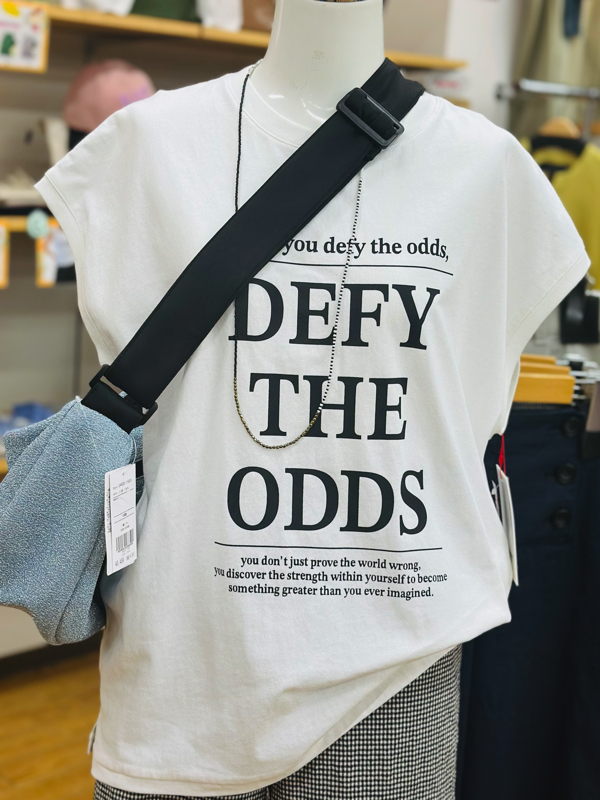 you defy the odds,
DEFY
THE
ODDS
you don't just prove the world wrong,
you discover the strength within yourself to become
something greater than you ever imagined.